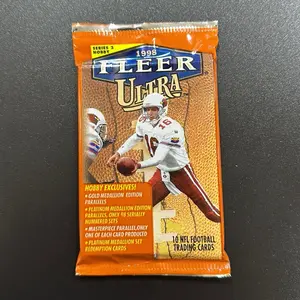 SERIES 2
HOBBY
1998
FLEER
ULTRA
16
HOBBY EXCLUSIVES!
• GOLD MEDALLION EDITION
PARALLELS
• PLATINUM MEDALLION EDITION
PARALLELS, ONLY 98 SERIALLY
NUMBERED SETS
• MASTERPIECE PARALLEL, ONLY
ONE OF EACH CARD PRODUCED
• PLATINUM MEDALLION SET
REDEMPTION CARDS
10 NFL FOOTBALL
TRADING CARDS